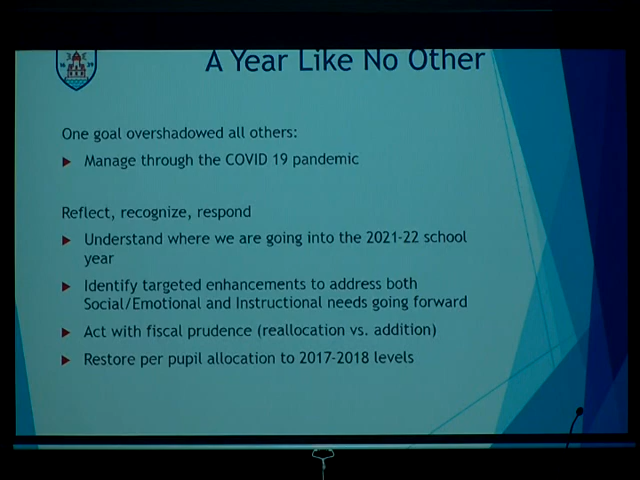 A Year Like No Other
One goal overshadowed all others:
Manage through the COVID 19 pandemic
Reflect, recognize, respond
Understand where we are going into the 2021-22 school
year
Identify targeted enhancements to address both
Social/Emotional and Instructional needs going forward
Act with fiscal prudence (reallocation vs. addition)
Restore per pupil allocation to 2017-2018 levels